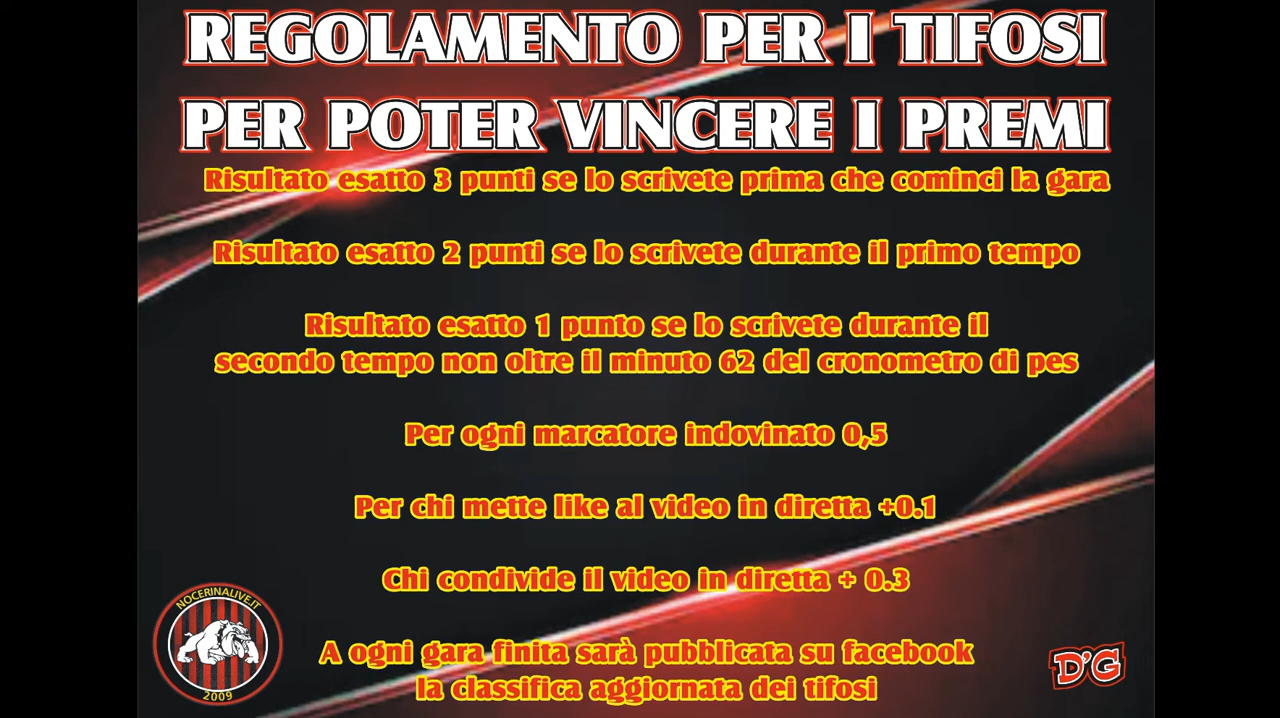 REGOLAMENTO PER I TIFOSI
PER POTER VINCERE I PREMI
Risultato esatto 3 punti se lo scrivete prima che cominci la gara
Risultato esatto 2 punti se lo scrivete durante il primo tempo
Risultato esatto 1 punto se lo scrivete durante il
secondo tempo non oltre il minuto 62 del cronometro di pes
Per ogni marcatore indovinato 0,5
Per chi mette like al video in diretta +0.1
Chi condivide il video in diretta + 0.3
A ogni gara finita sarà pubblicata su facebook
la classifica aggiornata dei tifosi
NOCERINALIVE.IT
2009
D'G